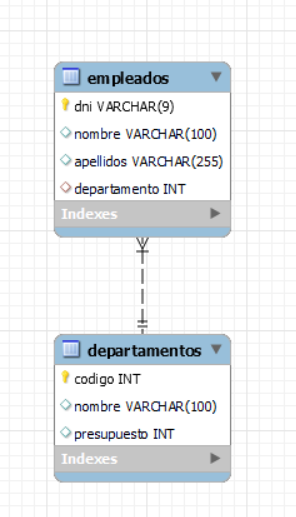 empleados
dni VARCHAR(9)
nombre VARCHAR(100)
apellidos VARCHAR(255)
departamento INT
Indexes
departamentos
codigo INT
nombre VARCHAR(100)
presupuesto INT
Indexes